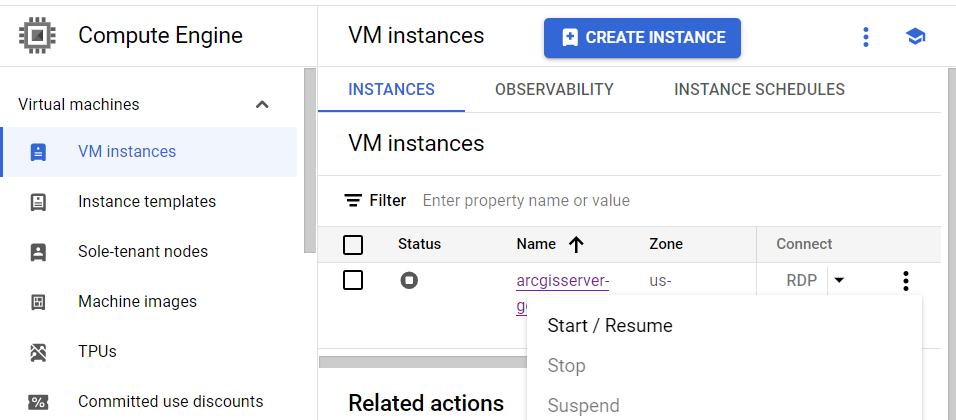 Compute Engine
VM instances
CREATE INSTANCE
Virtual machines
VM instances
Instance templates
Sole-tenant nodes
Machine images
TPUs
Committed use discounts
INSTANCES
OBSERVABILITY
INSTANCE SCHEDULES
VM instances
Filter
Enter property name or value
Status
Name
Zone
Connect
arcgisserver-
us-
RDP
Start / Resume
Stop
Suspend
Related actions